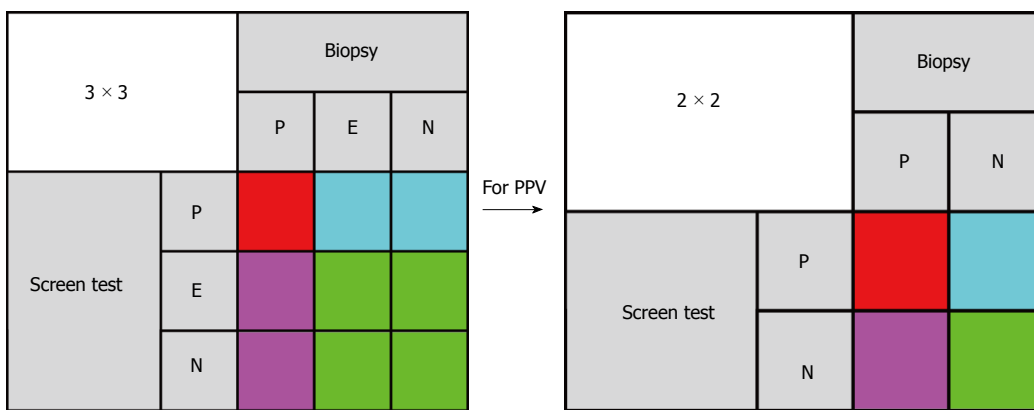 3 × 3
Biopsy
P E N
Screen test
P
E
N
For PPV
2 × 2
Biopsy
P N
Screen test
P
N